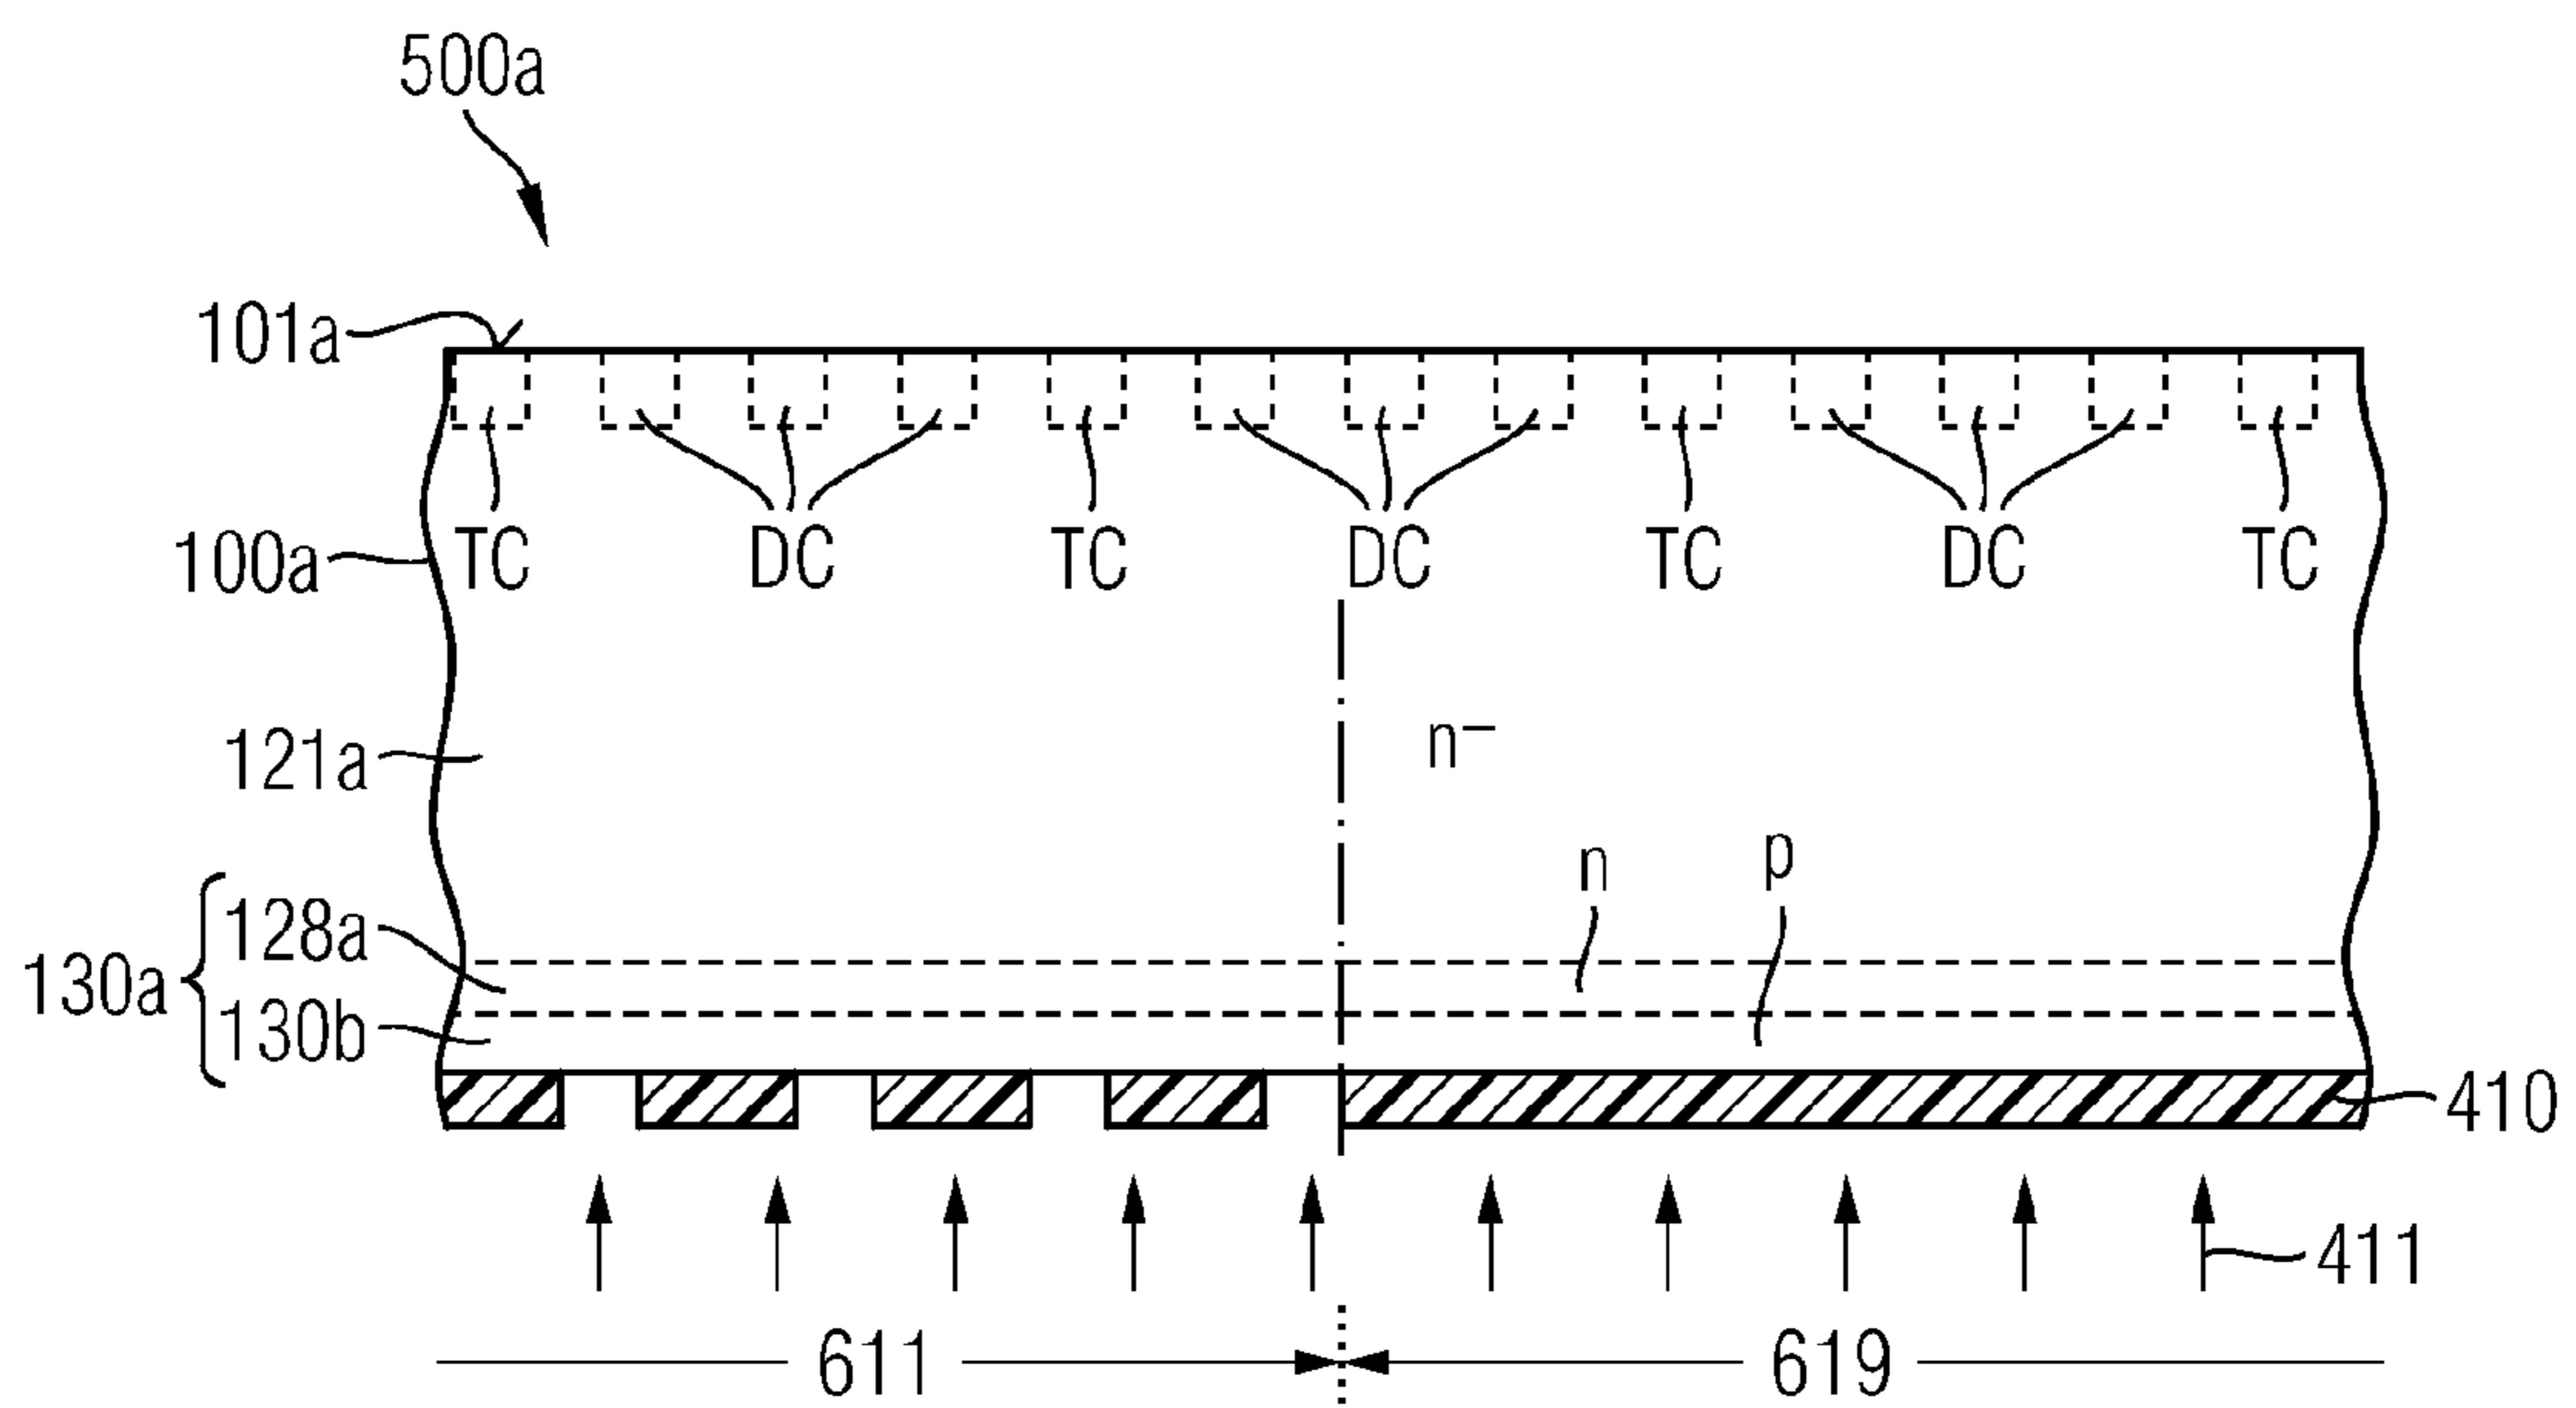 500a
101a
100a TC DC TC DC TC DC TC
121a n–
n p
128a
130a
130b
410
411
611 619